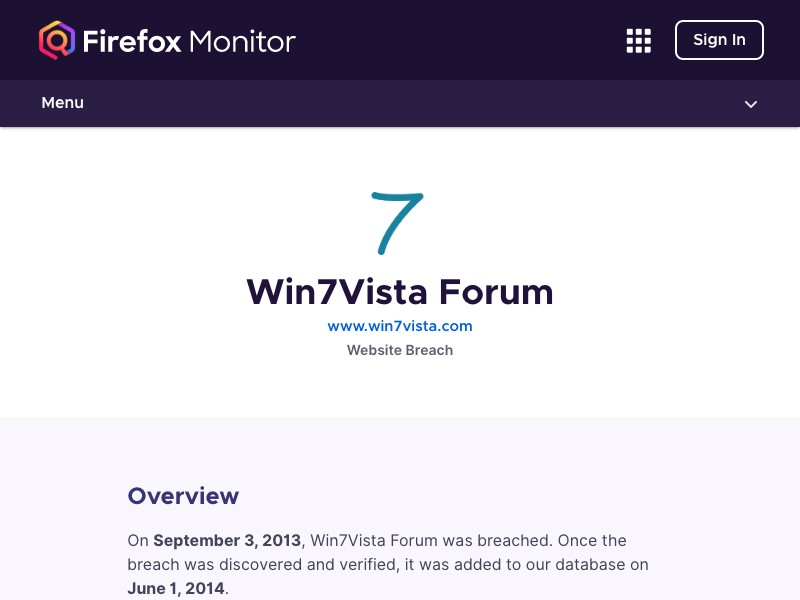 Firefox Monitor
Sign In
Menu
7
Win7Vista Forum
www.win7vista.com
Website Breach
Overview
On September 3, 2013, Win7Vista Forum was breached. Once the
breach was discovered and verified, it was added to our database on
June 1, 2014.